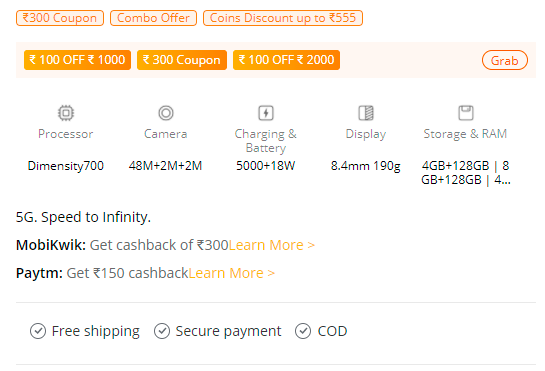 ₹300 Coupon Combo Offer Coins Discount up to ₹555
₹ 100 OFF ₹ 1000 ₹ 300 Coupon ₹ 100 OFF ₹ 2000 Grab
Processor Camera Charging & Battery Display Storage & RAM
Dimensity700 48M+2M+2M 5000+18W 8.4mm 190g 4GB+128GB | 8
GB+128GB | 4...
5G. Speed to Infinity.
MobiKwik: Get cashback of ₹300Learn More >
Paytm: Get ₹150 cashbackLearn More >
Free shipping Secure payment COD